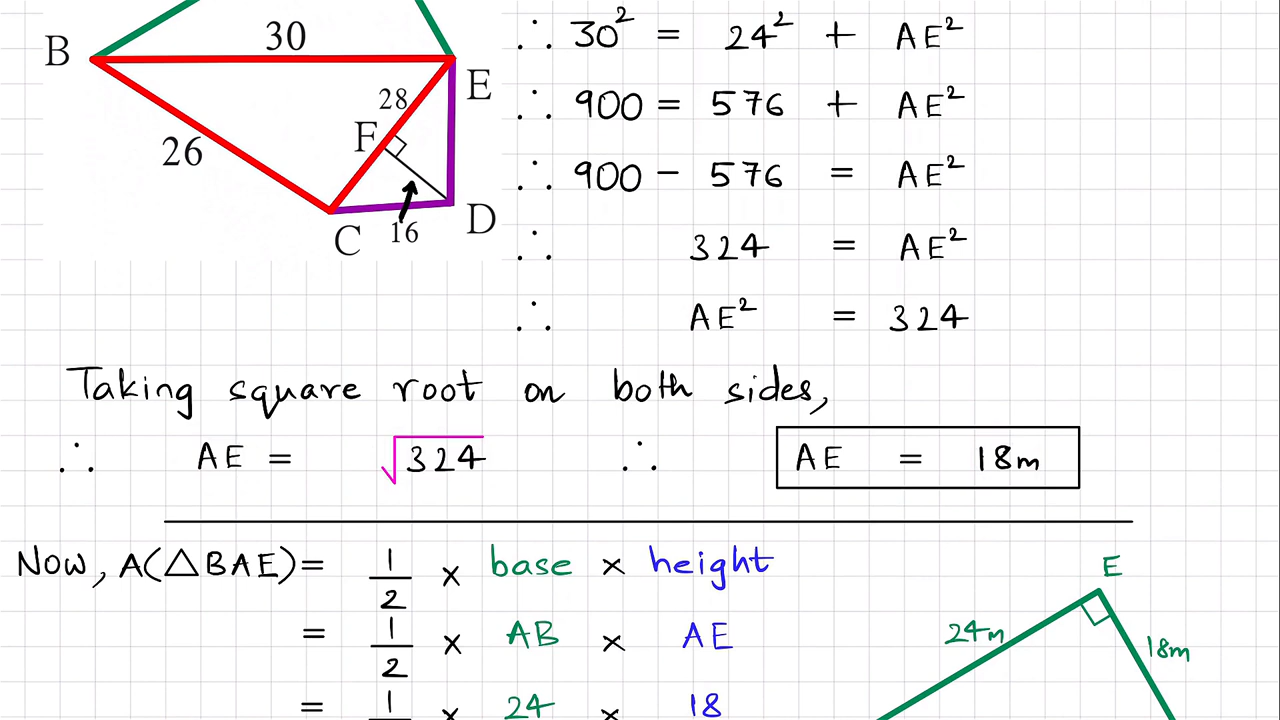 B 30 E
28
F
26
C 16 D
∴ 30² = 24² + AE²
∴ 900 = 576 + AE²
∴ 900 − 576 = AE²
∴ 324 = AE²
∴ AE² = 324
Taking square root on both sides,
∴ AE = √324 ∴ AE = 18m
Now, A(△BAE) = 1/2 × base × height
= 1/2 × AB × AE
= 1/2 × 24 × 18
E
24m
18m